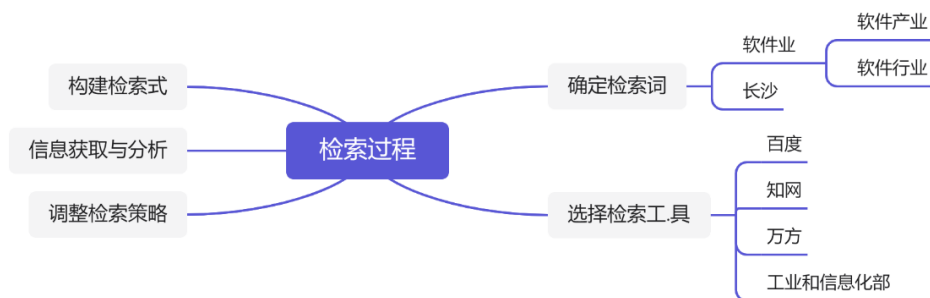 检索过程
确定检索词
软件业
软件产业
软件行业
长沙
选择检索工具
百度
知网
万方
工业和信息化部
构建检索式
信息获取与分析
调整检索策略